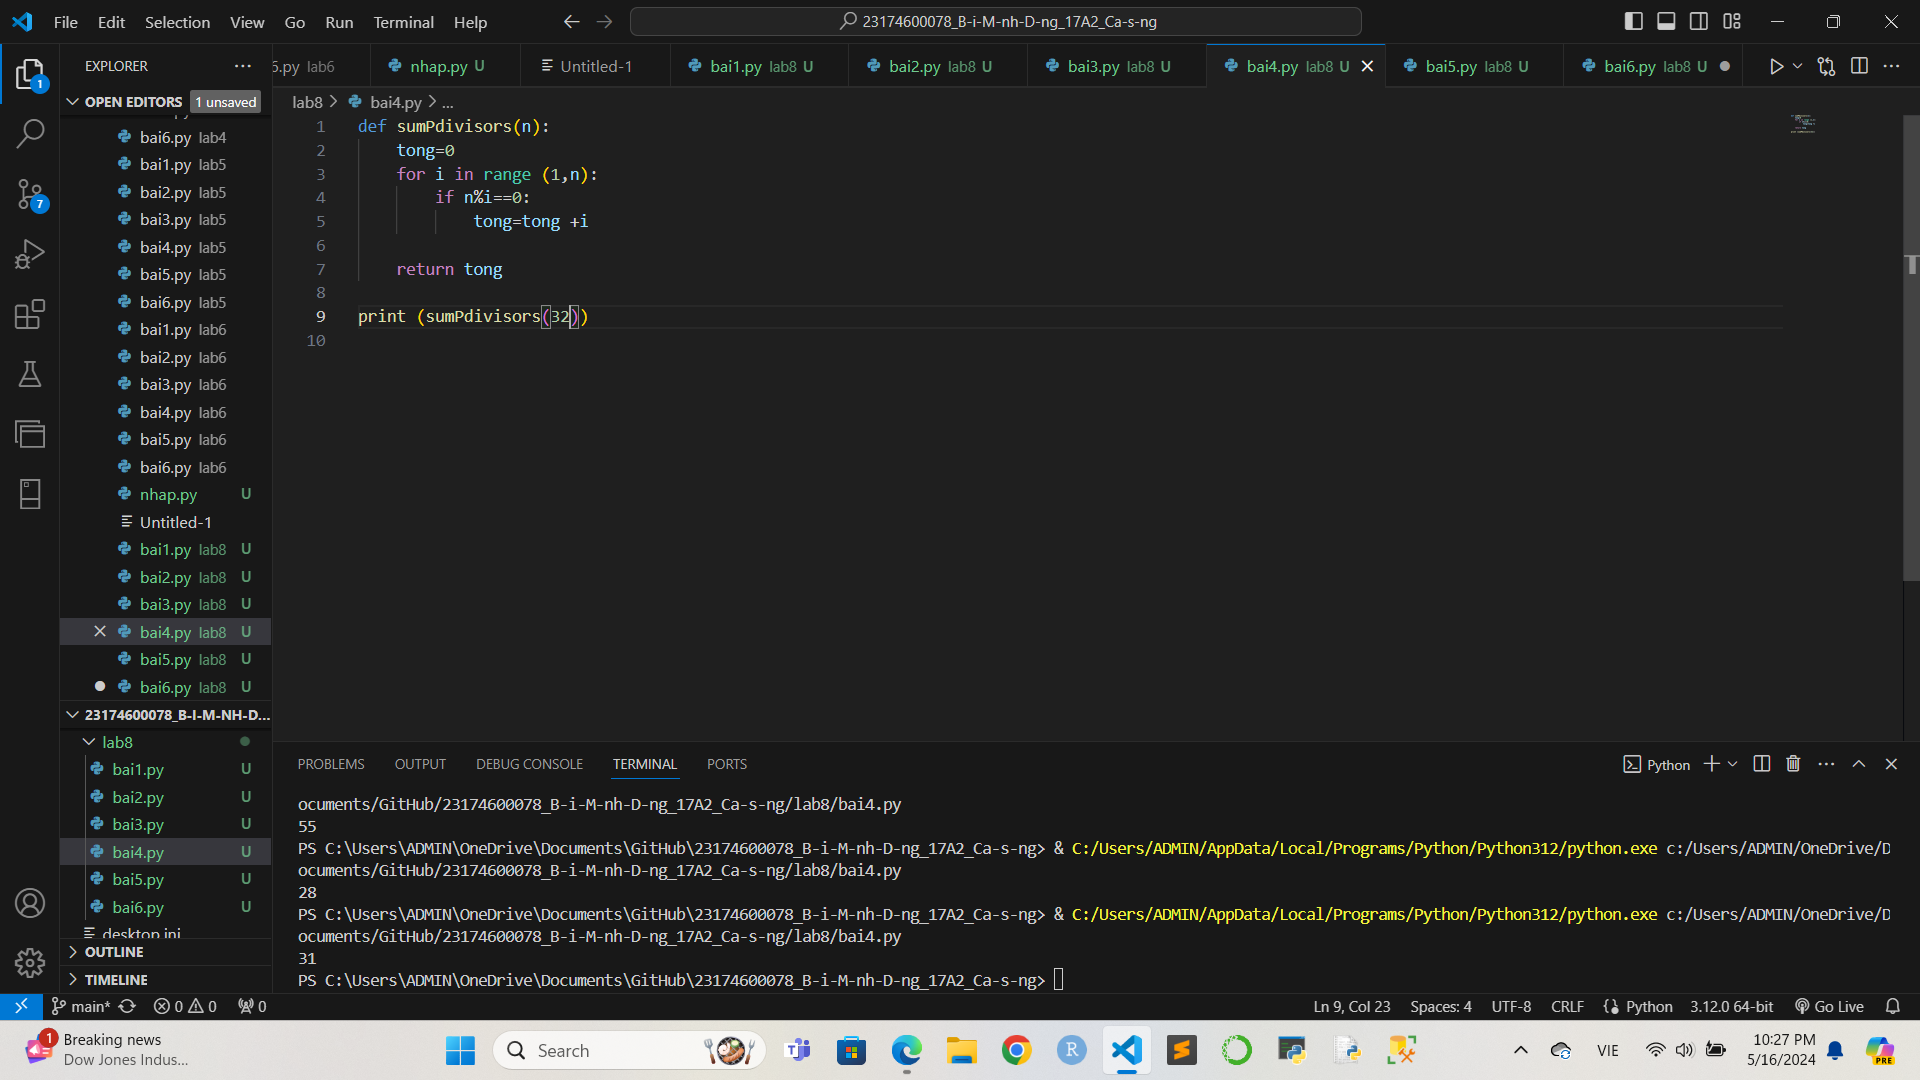 File Edit Selection View Go Run Terminal Help
23174600078_B-i-M-nh-D-ng_17A2_Ca-s-ng
1
7
EXPLORER
OPEN EDITORS 1 unsaved
bai6.py lab4
bai1.py lab5
bai2.py lab5
bai3.py lab5
bai4.py lab5
bai5.py lab5
bai6.py lab5
bai1.py lab6
bai2.py lab6
bai3.py lab6
bai4.py lab6
bai5.py lab6
bai6.py lab6
nhap.py U
Untitled-1
bai1.py lab8 U
bai2.py lab8 U
bai3.py lab8 U
bai4.py lab8 U
bai5.py lab8 U
bai6.py lab8 U
23174600078_B-I-M-NH-D...
lab8
bai1.py U
bai2.py U
bai3.py U
bai4.py U
bai5.py U
bai6.py U
desktop.ini
OUTLINE
TIMELINE
6.py lab6 nhap.py U Untitled-1 bai1.py lab8 U bai2.py lab8 U bai3.py lab8 U bai4.py lab8 U bai5.py lab8 U bai6.py lab8 U
lab8 > bai4.py > ...
1 def sumPdivisors(n):
2 tong=0
3 for i in range (1,n):
4 if n%i==0:
5 tong=tong +i
6
7 return tong
8
9 print (sumPdivisors(32))
10
PROBLEMS OUTPUT DEBUG CONSOLE TERMINAL PORTS
Python
ocuments/GitHub/23174600078_B-i-M-nh-D-ng_17A2_Ca-s-ng/lab8/bai4.py
55
PS C:\Users\ADMIN\OneDrive\Documents\GitHub\23174600078_B-i-M-nh-D-ng_17A2_Ca-s-ng> & C:/Users/ADMIN/AppData/Local/Programs/Python/Python312/python.exe c:/Users/ADMIN/OneDrive/D
ocuments/GitHub/23174600078_B-i-M-nh-D-ng_17A2_Ca-s-ng/lab8/bai4.py
28
PS C:\Users\ADMIN\OneDrive\Documents\GitHub\23174600078_B-i-M-nh-D-ng_17A2_Ca-s-ng> & C:/Users/ADMIN/AppData/Local/Programs/Python/Python312/python.exe c:/Users/ADMIN/OneDrive/D
ocuments/GitHub/23174600078_B-i-M-nh-D-ng_17A2_Ca-s-ng/lab8/bai4.py
31
PS C:\Users\ADMIN\OneDrive\Documents\GitHub\23174600078_B-i-M-nh-D-ng_17A2_Ca-s-ng>
main* 0 0 0 Ln 9, Col 23 Spaces: 4 UTF-8 CRLF Python 3.12.0 64-bit Go Live
1 Breaking news
Dow Jones Indus...
Search
R
VIE
10:27 PM
5/16/2024
PRE